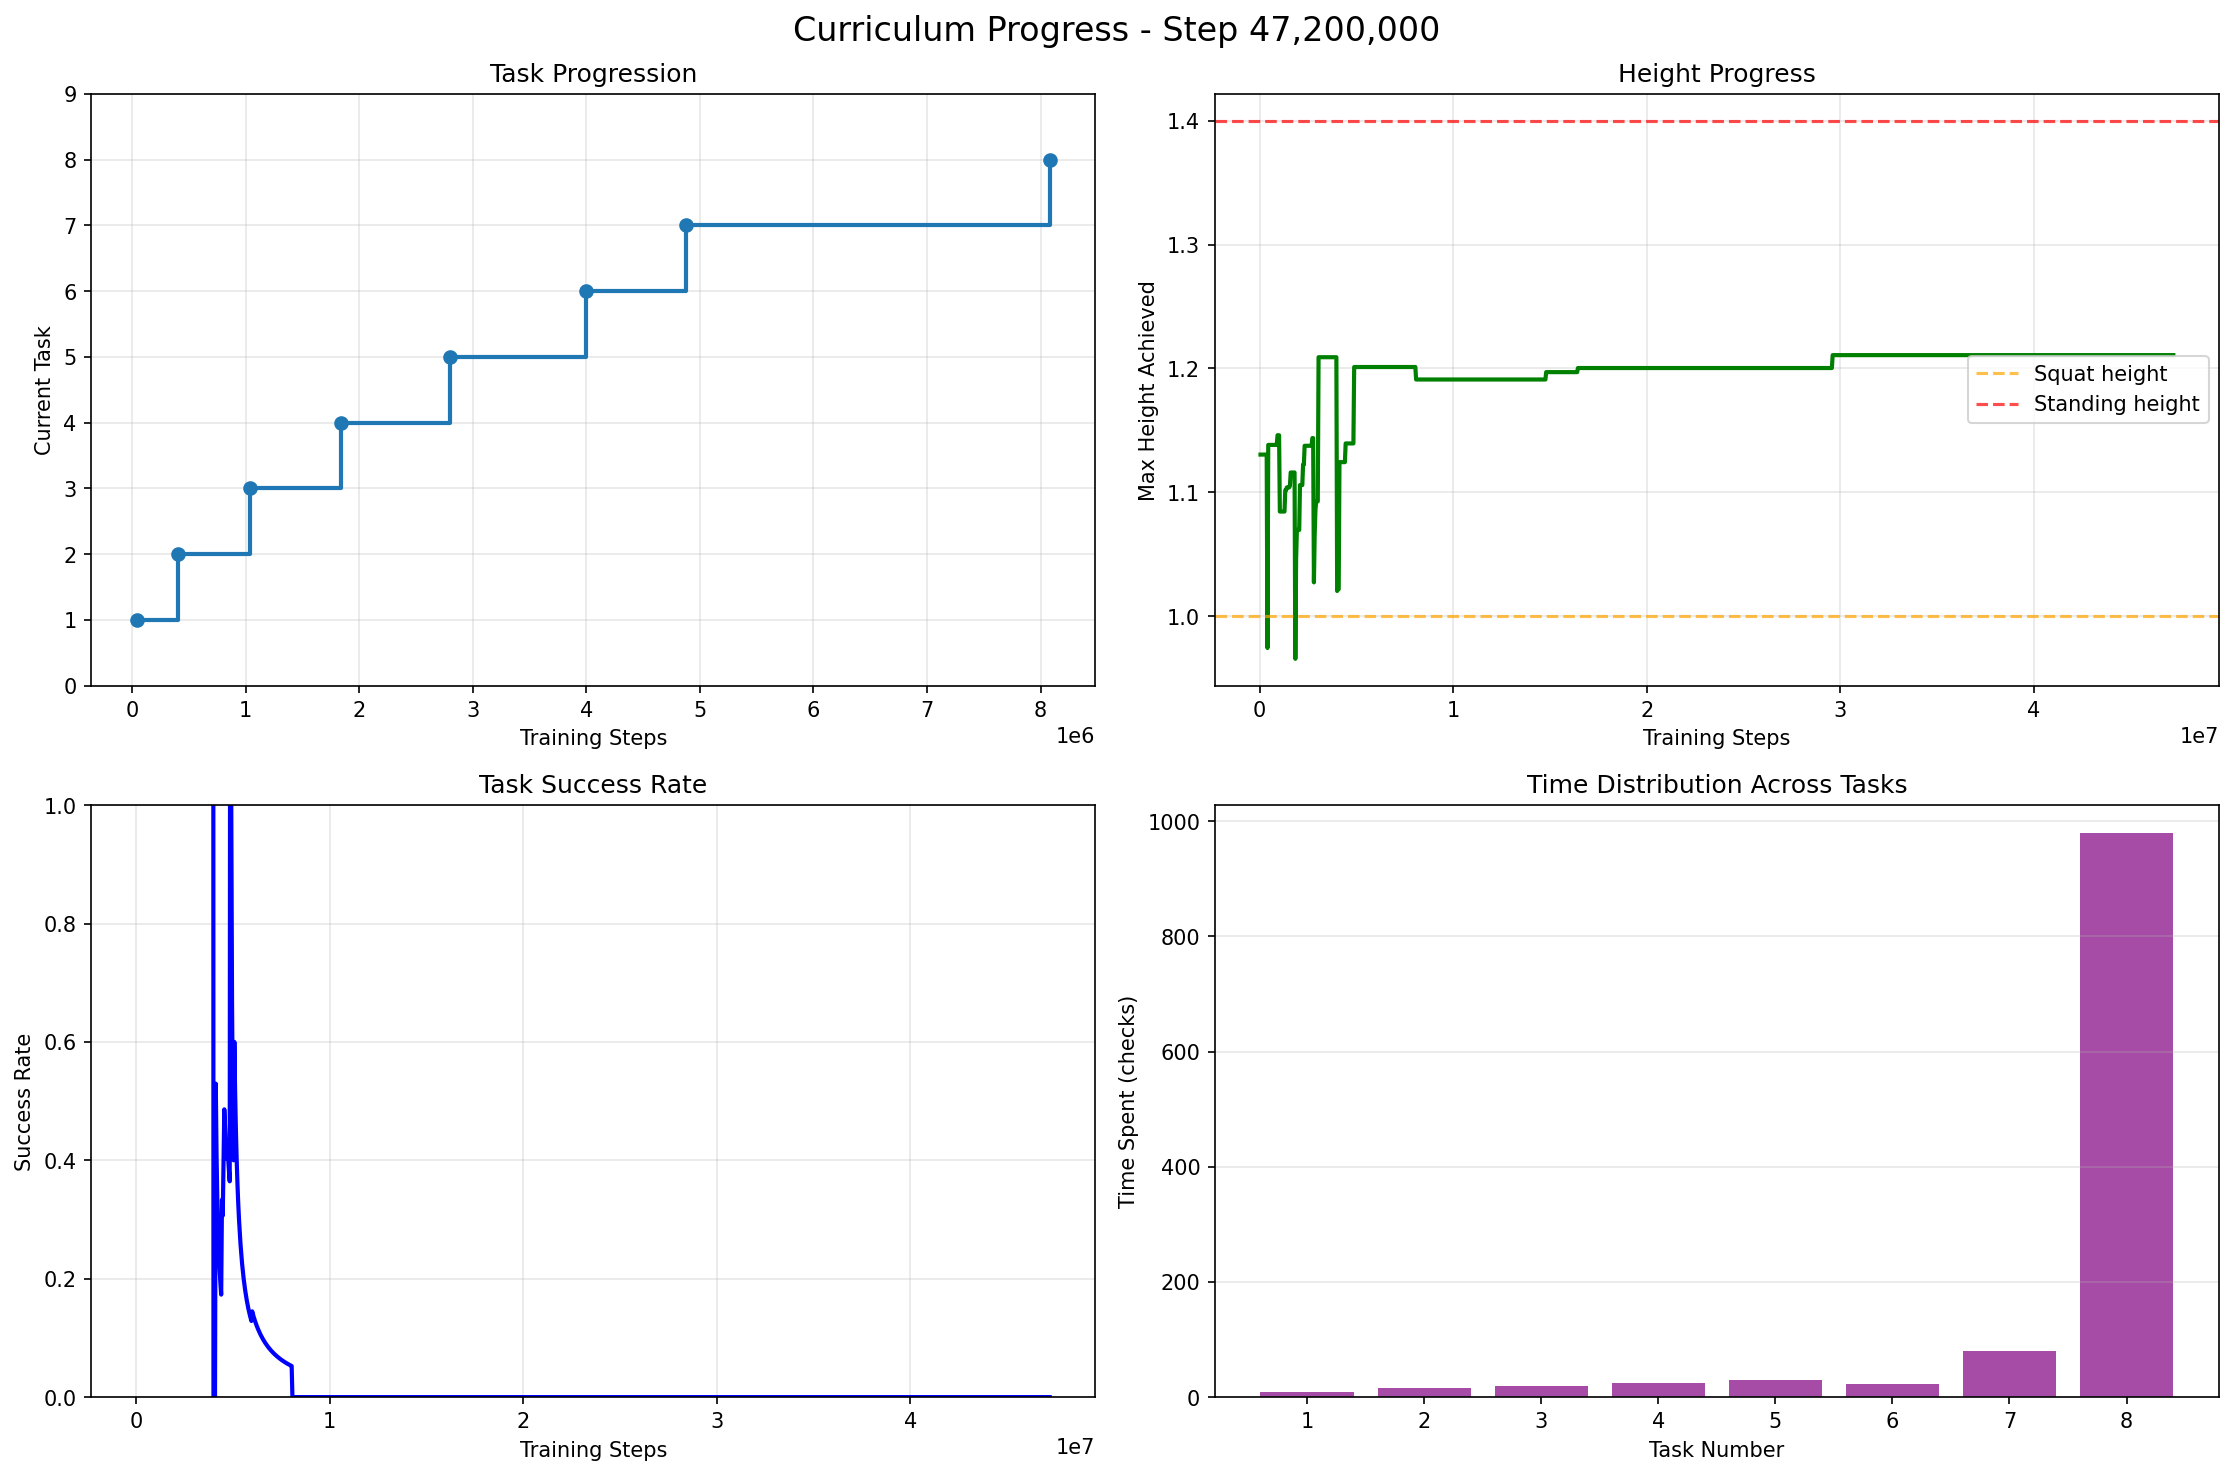 Curriculum Progress - Step 47,200,000
Task Progression
9
8
7
6
5
4
3
2
1
0
Current Task
0 1 2 3 4 5 6 7 8
1e6
Training Steps
Height Progress
1.4
1.3
1.2
1.1
1.0
Max Height Achieved
Squat height
Standing height
0 1 2 3 4
1e7
Training Steps
Task Success Rate
1.0
0.8
0.6
0.4
0.2
0.0
Success Rate
0 1 2 3 4
1e7
Training Steps
Time Distribution Across Tasks
1000
800
600
400
200
0
Time Spent (checks)
1 2 3 4 5 6 7 8
Task Number